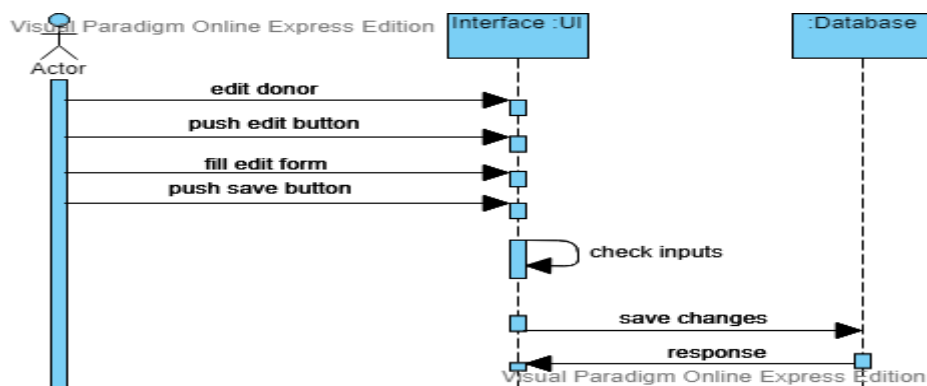 Visual Paradigm Online Express Edition
Interface :UI
:Database
Actor
edit donor
push edit button
fill edit form
push save button
check inputs
save changes
response
Visual Paradigm Online Express Edition